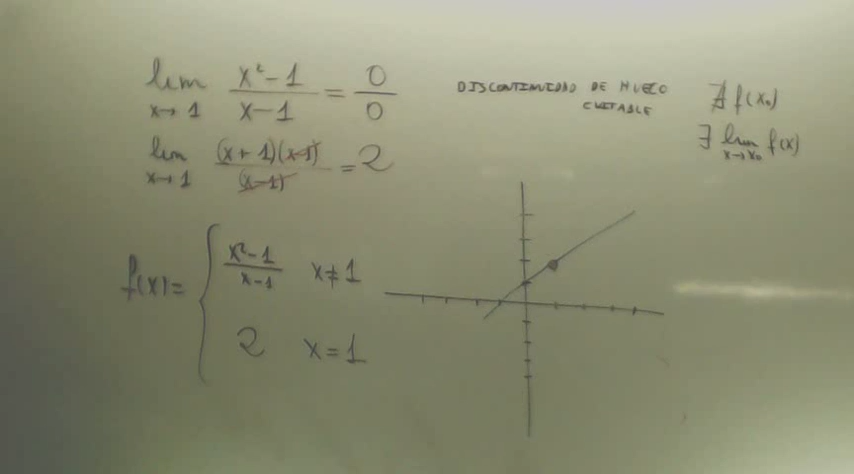 lim x→1 x²-1/x-1 = 0/0
DISCONTINUIDAD DE HUECO
EVITABLE
∄ f(x₀)
∃ lim x→x₀ f(x)
lim x→1 (x+1)(x-1)/(x-1) = 2
f(x)= { x²-1/x-1 x≠1
2 x=1